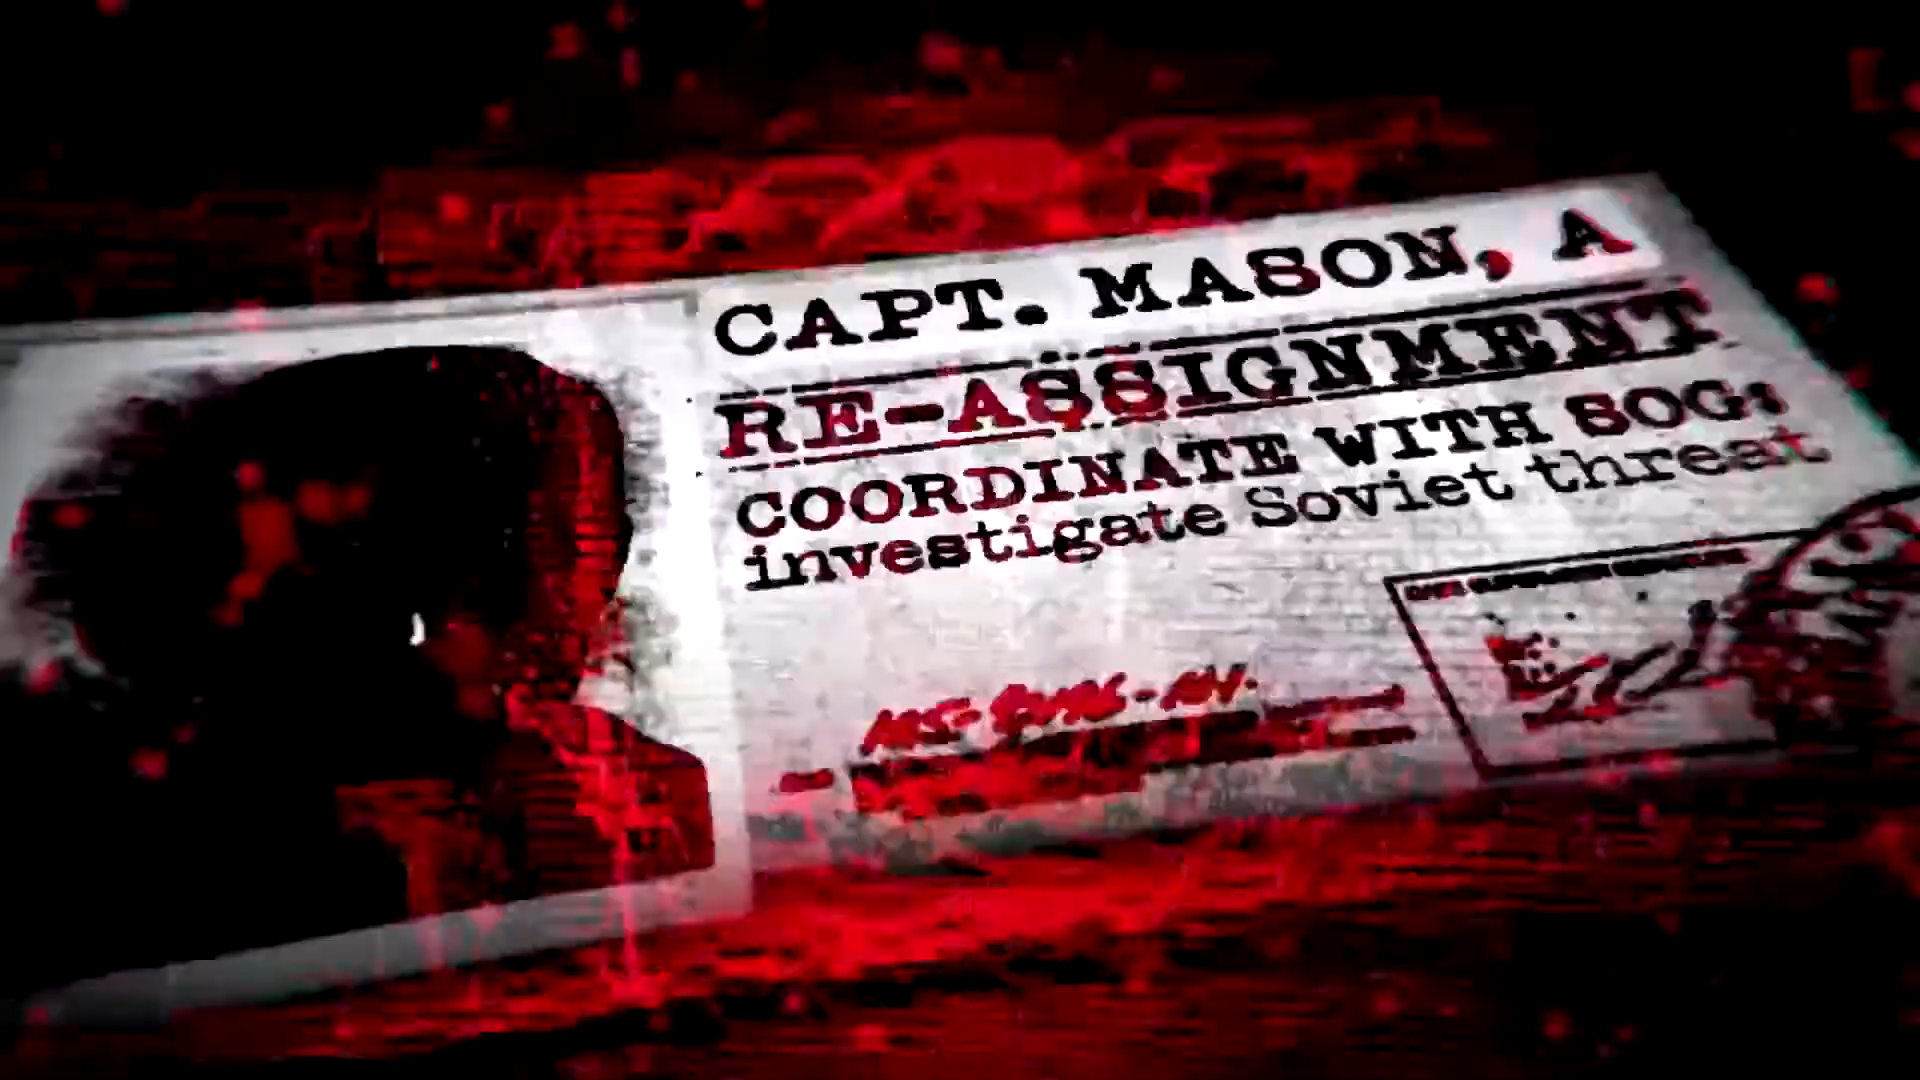 CAPT. MASON, A
RE-ASSIGNMENT
COORDINATE WITH SOG:
investigate Soviet threat